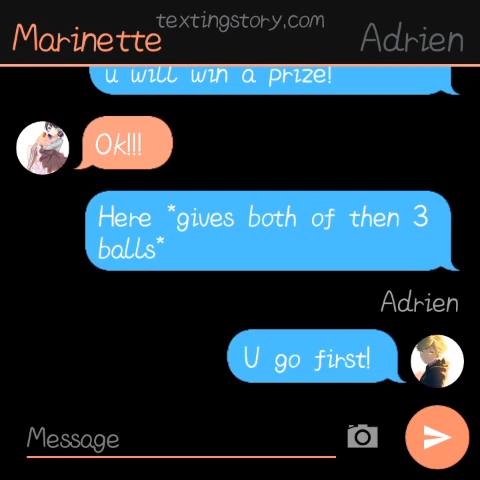 textingstory.com
Marinette
Adrien
u will win a prize!
Ok!!!
Here *gives both of then 3
balls*
Adrien
U go first!
Message